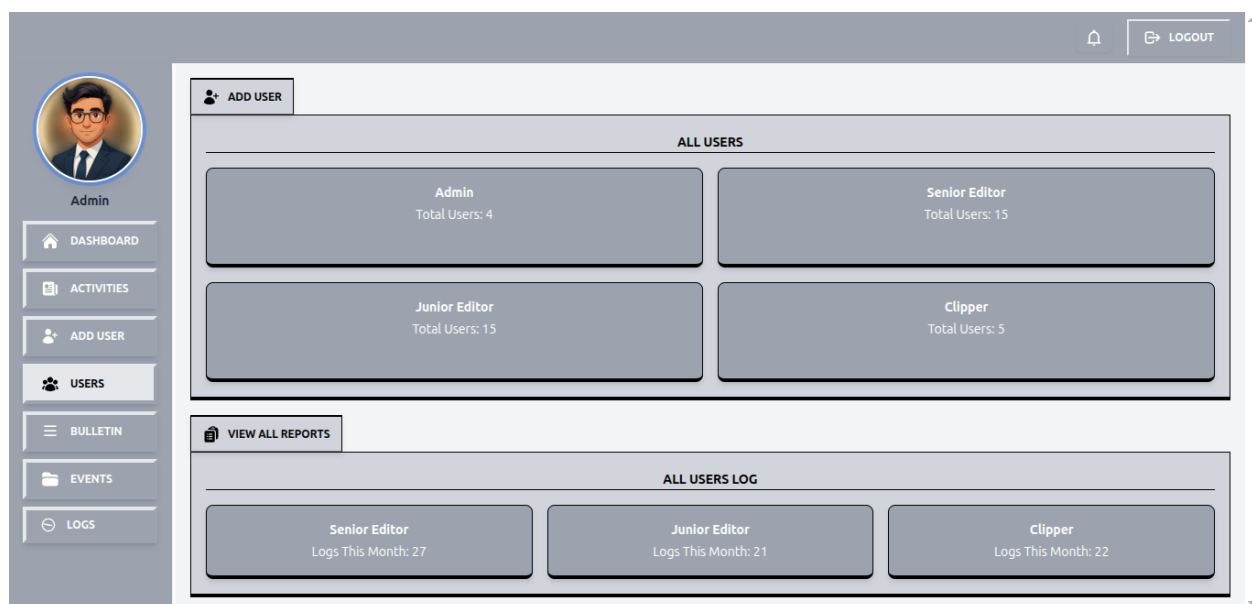 LOGOUT
Admin
DASHBOARD
ACTIVITIES
ADD USER
USERS
BULLETIN
EVENTS
LOGS
ADD USER
ALL USERS
Admin
Total Users: 4
Senior Editor
Total Users: 15
Junior Editor
Total Users: 15
Clipper
Total Users: 5
VIEW ALL REPORTS
ALL USERS LOG
Senior Editor
Logs This Month: 27
Junior Editor
Logs This Month: 21
Clipper
Logs This Month: 22